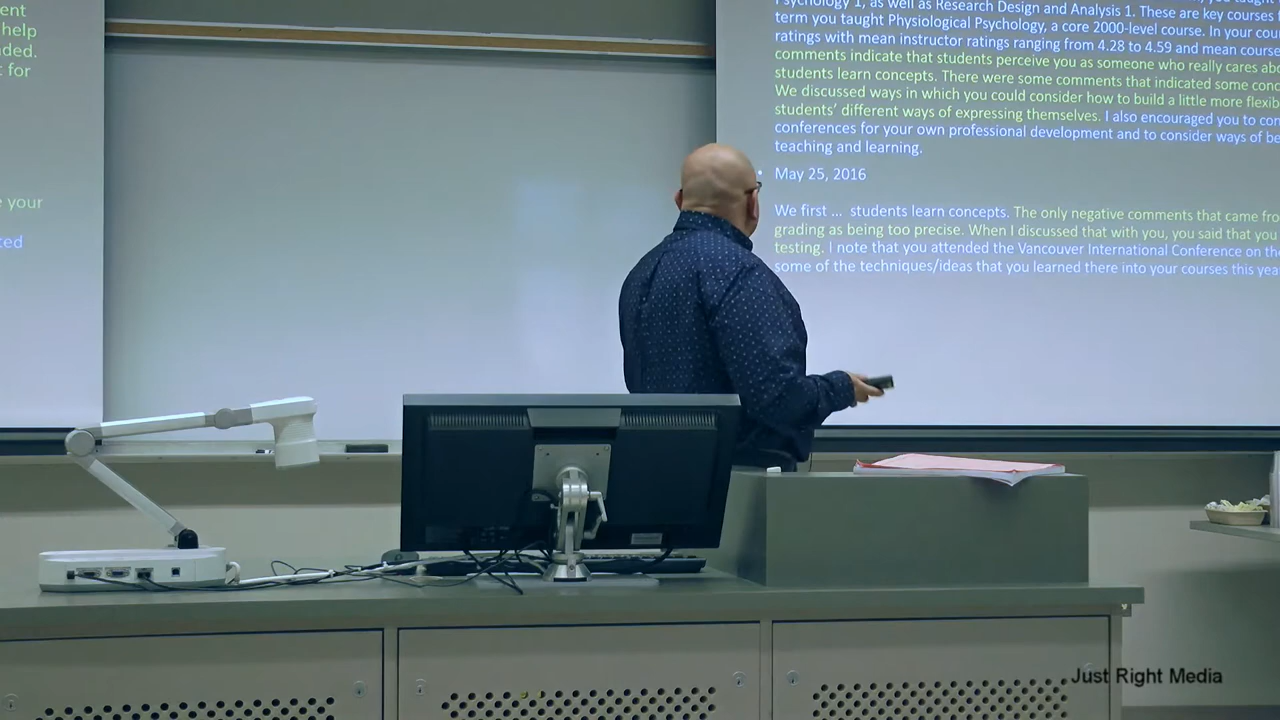 ent
help
ded.
t for
e your
ted
Psychology 1, as well as Research Design and Analysis 1. These are key courses
term you taught Physiological Psychology, a core 2000-level course. In your cou
ratings with mean instructor ratings ranging from 4.28 to 4.59 and mean course
comments indicate that students perceive you as someone who really cares abo
students learn concepts. There were some comments that indicated some conc
We discussed ways in which you could consider how to build a little more flexib
students' different ways of expressing themselves. I also encouraged you to con
conferences for your own professional development and to consider ways of be
teaching and learning.
• May 25, 2016
We first … students learn concepts. The only negative comments that came fro
grading as being too precise. When I discussed that with you, you said that you
testing. I note that you attended the Vancouver International Conference on the
some of the techniques/ideas that you learned there into your courses this yea
Just Right Media